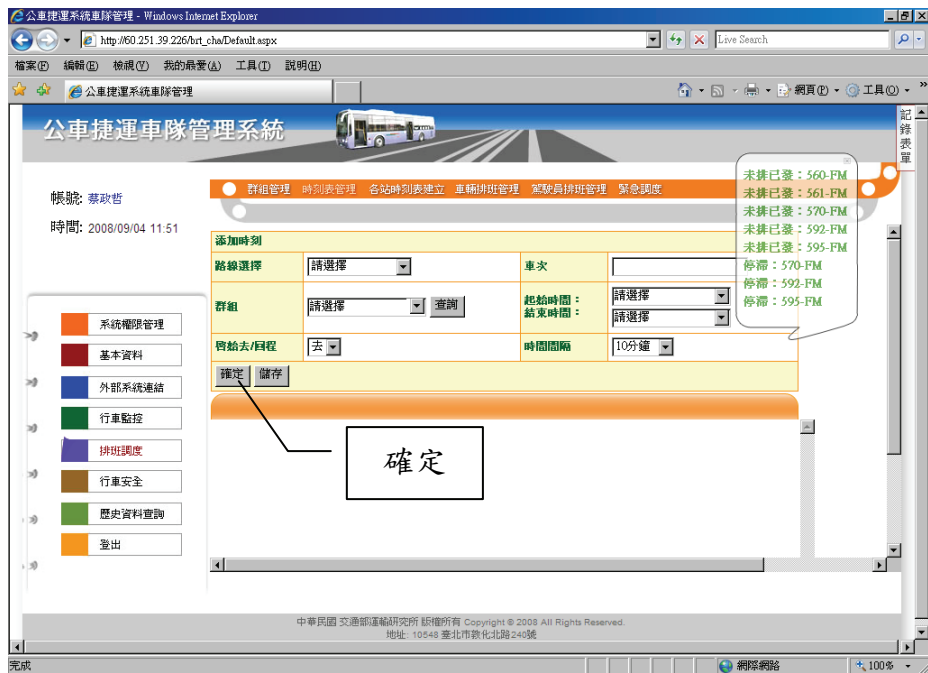 公車捷運系統車隊管理 - Windows Internet Explorer
http://60.251.39.226/brt_cha/Default.aspx
Live Search
檔案(F) 編輯(E) 檢視(V) 我的最愛(A) 工具(T) 說明(H)
公車捷運系統車隊管理
網頁(P) 工具(O)
公車捷運車隊管理系統
記錄表單
帳號: 蔡政哲
時間: 2008/09/04 11:51
群組管理 時刻表管理 各站時刻表建立 車輛排班管理 駕駛員排班管理 緊急調度
未排已發：560-FM
未排已發：561-FM
未排已發：570-FM
未排已發：592-FM
未排已發：595-FM
停滯：570-FM
停滯：592-FM
停滯：595-FM
添加時刻
路線選擇 請選擇 車次
群組 請選擇 查詢 起始時間： 請選擇
結束時間： 請選擇
啓始去/回程 去 時間間隔 10分鐘
確定 儲存
確定
系統權限管理
基本資料
外部系統連結
行車監控
排班調度
行車安全
歷史資料查詢
登出
中華民國 交通部運輸研究所 版權所有 Copyright © 2008 All Rights Reserved.
地址: 10548 臺北市敦化北路240號
完成
網際網路
100%